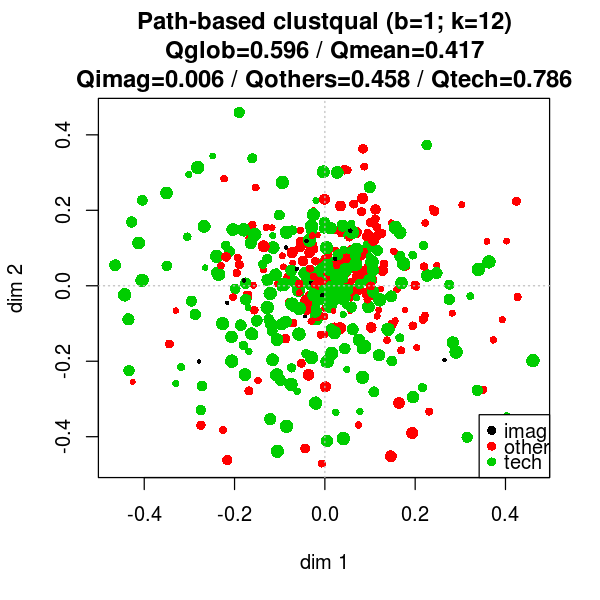 Path-based clustqual (b=1; k=12)
Qglob=0.596 / Qmean=0.417
Qimag=0.006 / Qothers=0.458 / Qtech=0.786
0.4
0.2
0.0
-0.2
-0.4
dim 2
imag
other
tech
-0.4 -0.2 0.0 0.2 0.4
dim 1